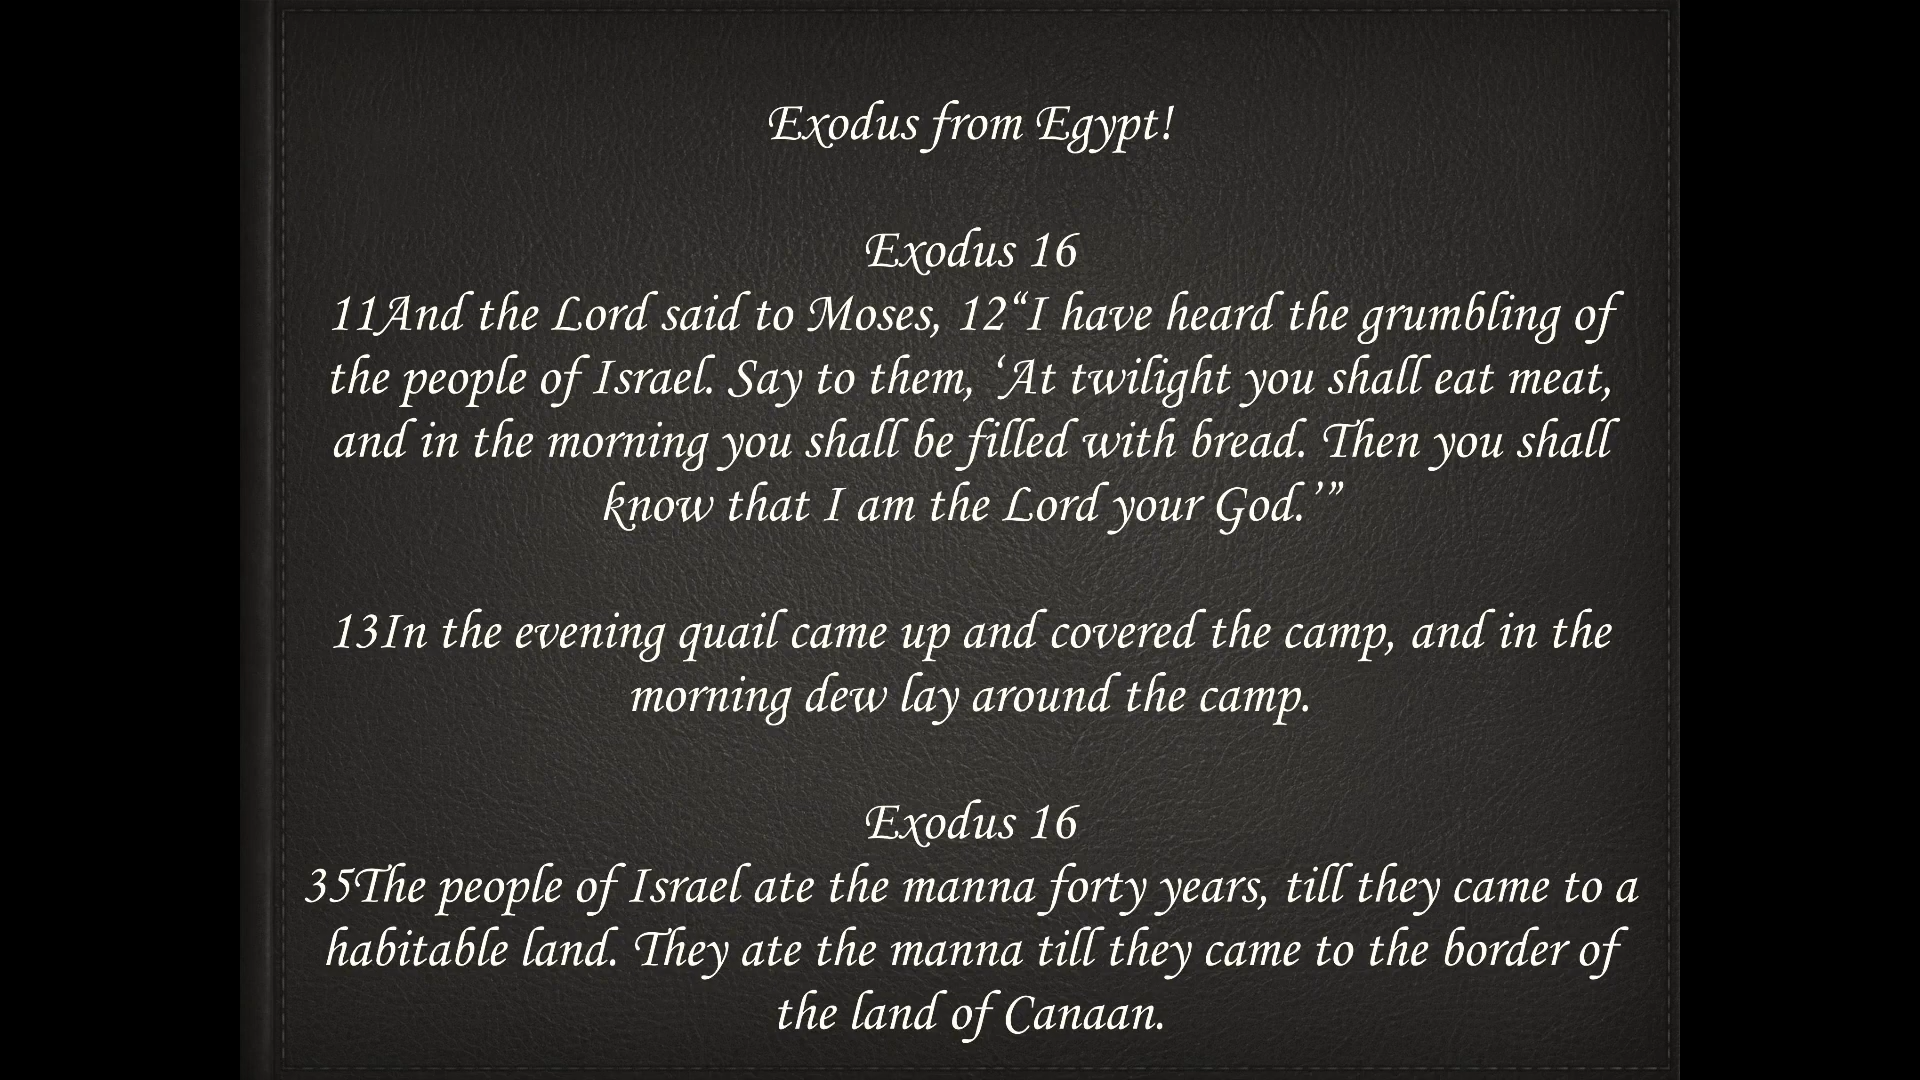 Exodus from Egypt!
Exodus 16
11And the Lord said to Moses, 12“I have heard the grumbling of
the people of Israel. Say to them, ‘At twilight you shall eat meat,
and in the morning you shall be filled with bread. Then you shall
know that I am the Lord your God.’”
13In the evening quail came up and covered the camp, and in the
morning dew lay around the camp.
Exodus 16
35The people of Israel ate the manna forty years, till they came to a
habitable land. They ate the manna till they came to the border of
the land of Canaan.